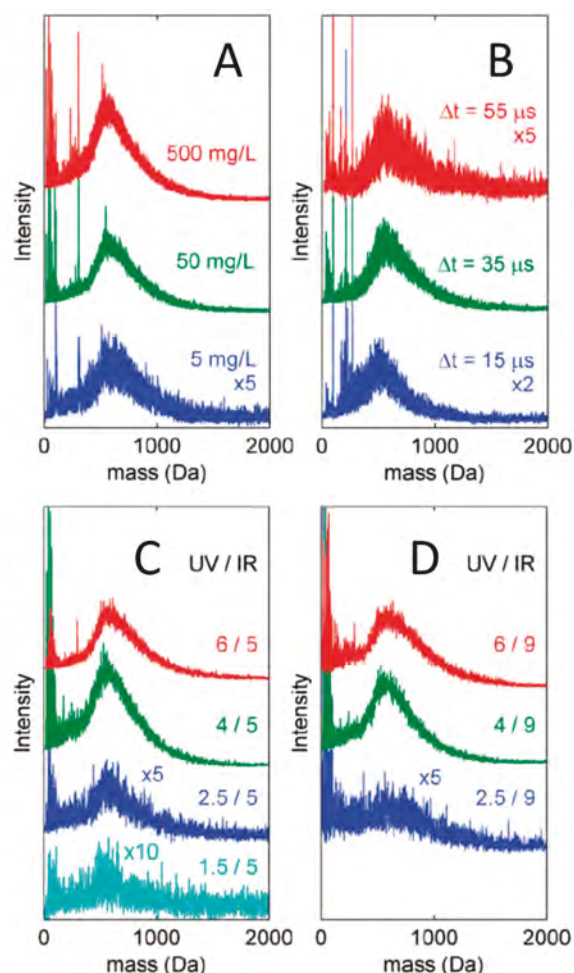 A
500 mg/L
50 mg/L
5 mg/L
x5
Intensity
0 1000 2000
mass (Da)
B
Δt = 55 μs
x5
Δt = 35 μs
Δt = 15 μs
x2
Intensity
0 1000 2000
mass (Da)
C UV / IR
6 / 5
4 / 5
x5
2.5 / 5
x10
1.5 / 5
Intensity
0 1000 2000
mass (Da)
D UV / IR
6 / 9
4 / 9
x5
2.5 / 9
Intensity
0 1000 2000
mass (Da)